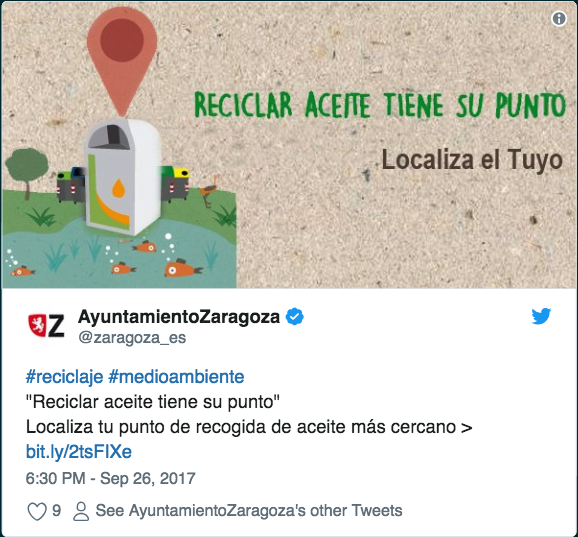 RECICLAR ACEITE TIENE SU PUNTO
Localiza el Tuyo
Z
AyuntamientoZaragoza
@zaragoza_es
#reciclaje #medioambiente
"Reciclar aceite tiene su punto"
Localiza tu punto de recogida de aceite más cercano >
bit.ly/2tsFIXe
6:30 PM - Sep 26, 2017
9 See AyuntamientoZaragoza's other Tweets